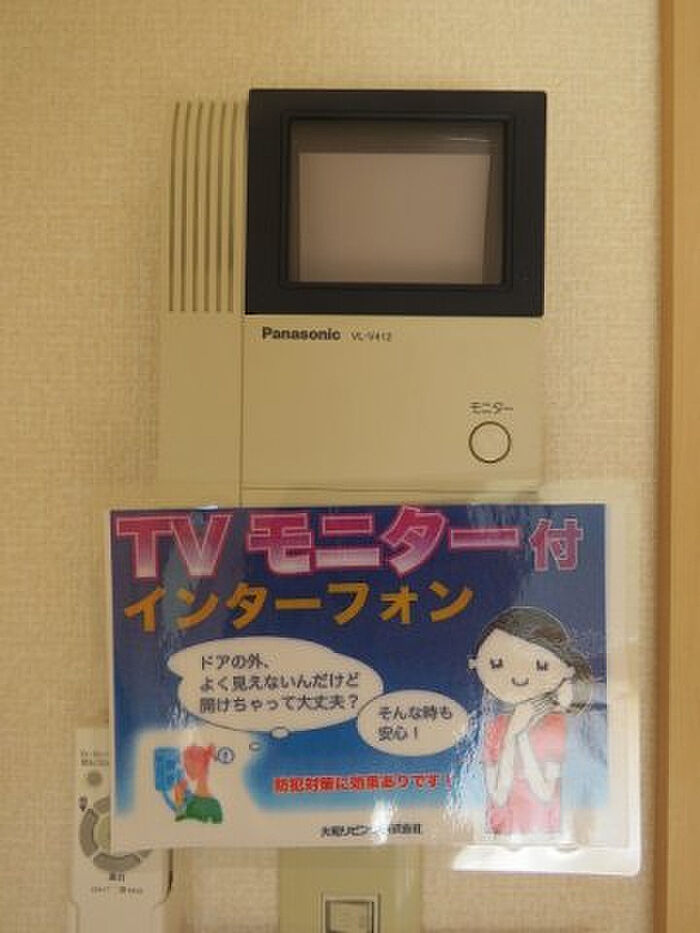 Panasonic VL-V412
モニター
TVモニター付
インターフォン
ドアの外、
よく見えないんだけど
開けちゃって大丈夫?
そんな時も
安心!
防犯対策に効果ありです!